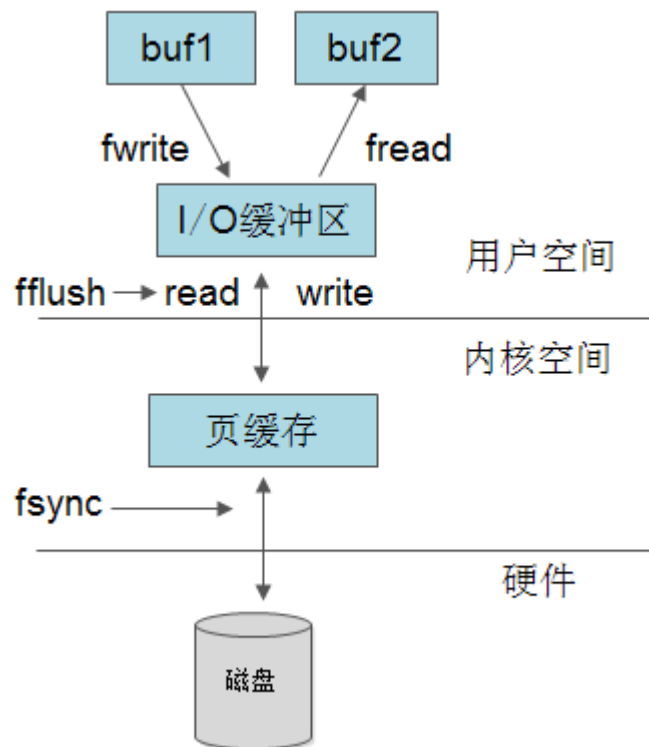 buf1 buf2
fwrite fread
I/O缓冲区
用户空间
fflush read write
内核空间
页缓存
fsync
硬件
磁盘